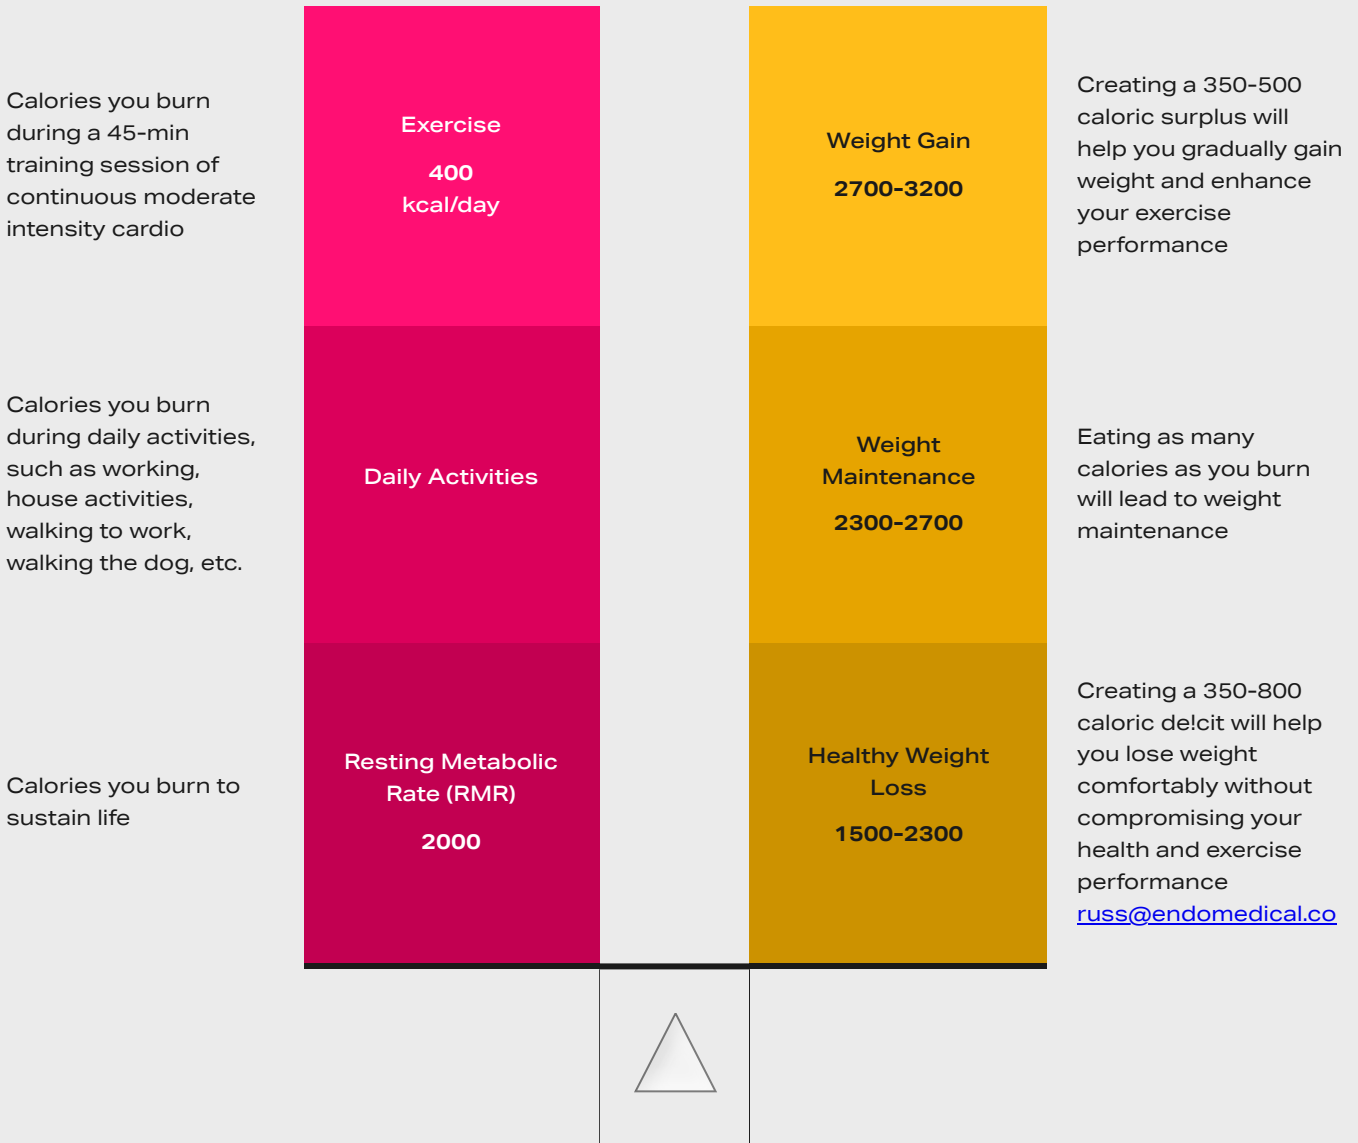 Calories you burn
during a 45-min
training session of
continuous moderate
intensity cardio
Exercise
400
kcal/day
Weight Gain
2700-3200
Creating a 350-500
caloric surplus will
help you gradually gain
weight and enhance
your exercise
performance
Calories you burn
during daily activities,
such as working,
house activities,
walking to work,
walking the dog, etc.
Daily Activities
Weight
Maintenance
2300-2700
Eating as many
calories as you burn
will lead to weight
maintenance
Calories you burn to
sustain life
Resting Metabolic
Rate (RMR)
2000
Healthy Weight
Loss
1500-2300
Creating a 350-800
caloric de!cit will help
you lose weight
comfortably without
compromising your
health and exercise
performance
russ@endomedical.co